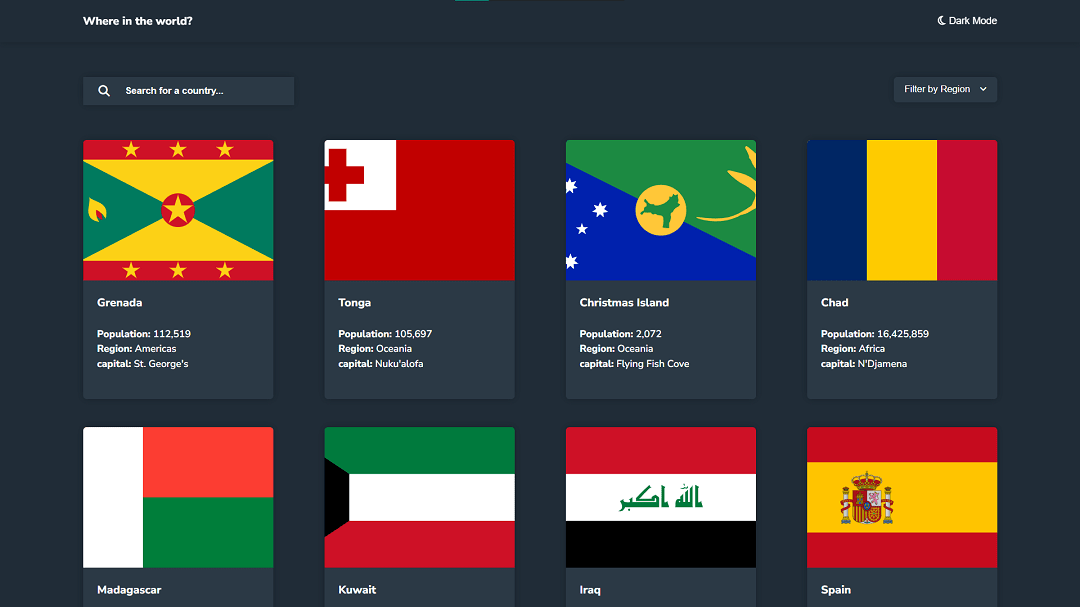 Where in the world?
Dark Mode
Search for a country...
Filter by Region
Grenada
Population: 112,519
Region: Americas
capital: St. George's
Tonga
Population: 105,697
Region: Oceania
capital: Nuku'alofa
Christmas Island
Population: 2,072
Region: Oceania
capital: Flying Fish Cove
Chad
Population: 16,425,859
Region: Africa
capital: N'Djamena
الله اكبر
Madagascar
Kuwait
Iraq
Spain